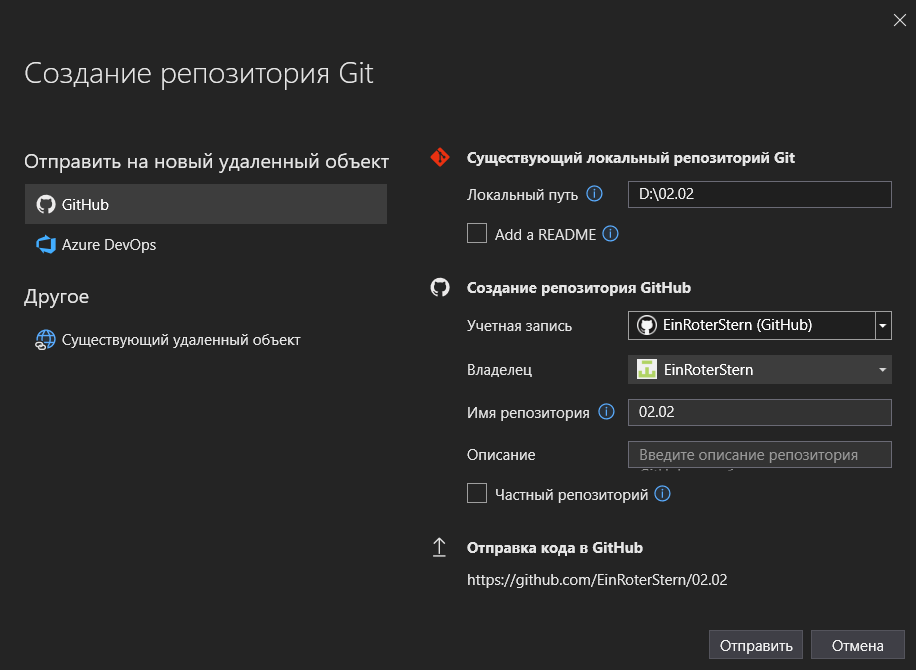 Создание репозитория Git
Отправить на новый удаленный объект
GitHub
Azure DevOps
Другое
Существующий удаленный объект
Существующий локальный репозиторий Git
Локальный путь
D:\02.02
Add a README
Создание репозитория GitHub
Учетная запись
EinRoterStern (GitHub)
Владелец
EinRoterStern
Имя репозитория
02.02
Описание
Введите описание репозитория
Частный репозиторий
Отправка кода в GitHub
https://github.com/EinRoterStern/02.02
Отправить
Отмена